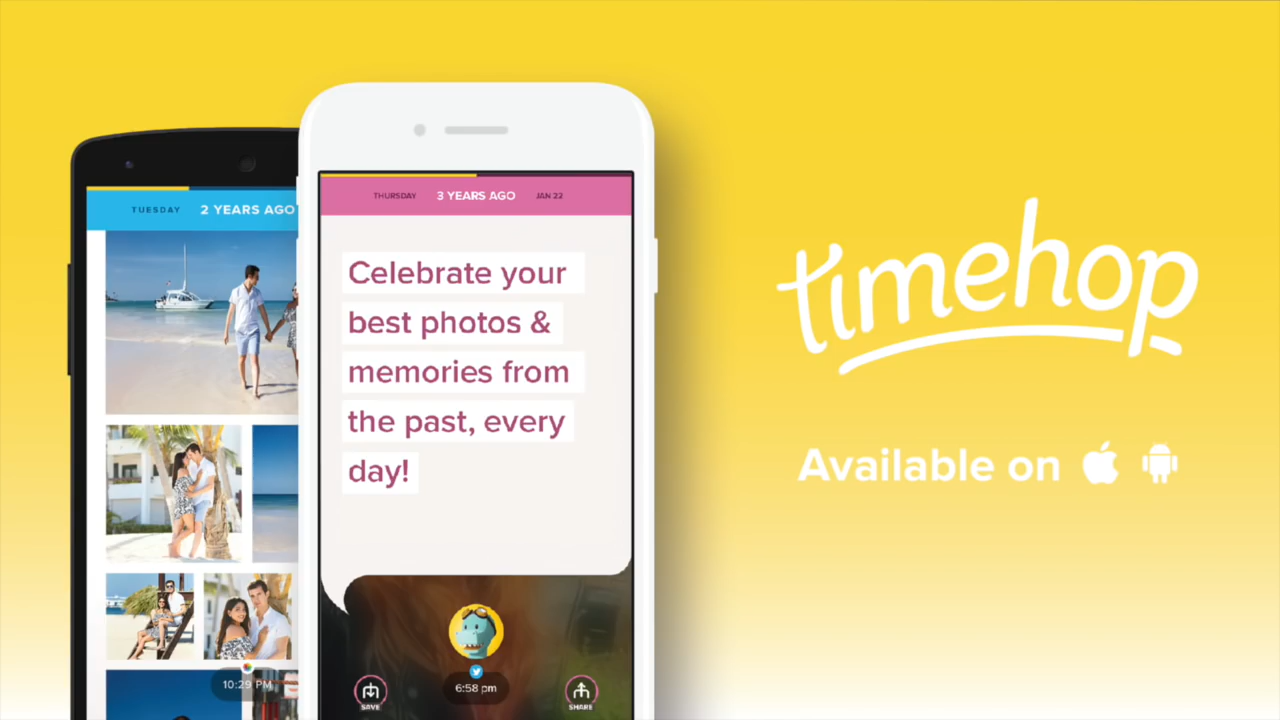 TUESDAY 2 YEARS AGO
10:29 PM
THURSDAY 3 YEARS AGO JAN 22
Celebrate your
best photos &
memories from
the past, every
day!
6:58 pm
SAVE
SHARE
timehop
Available on